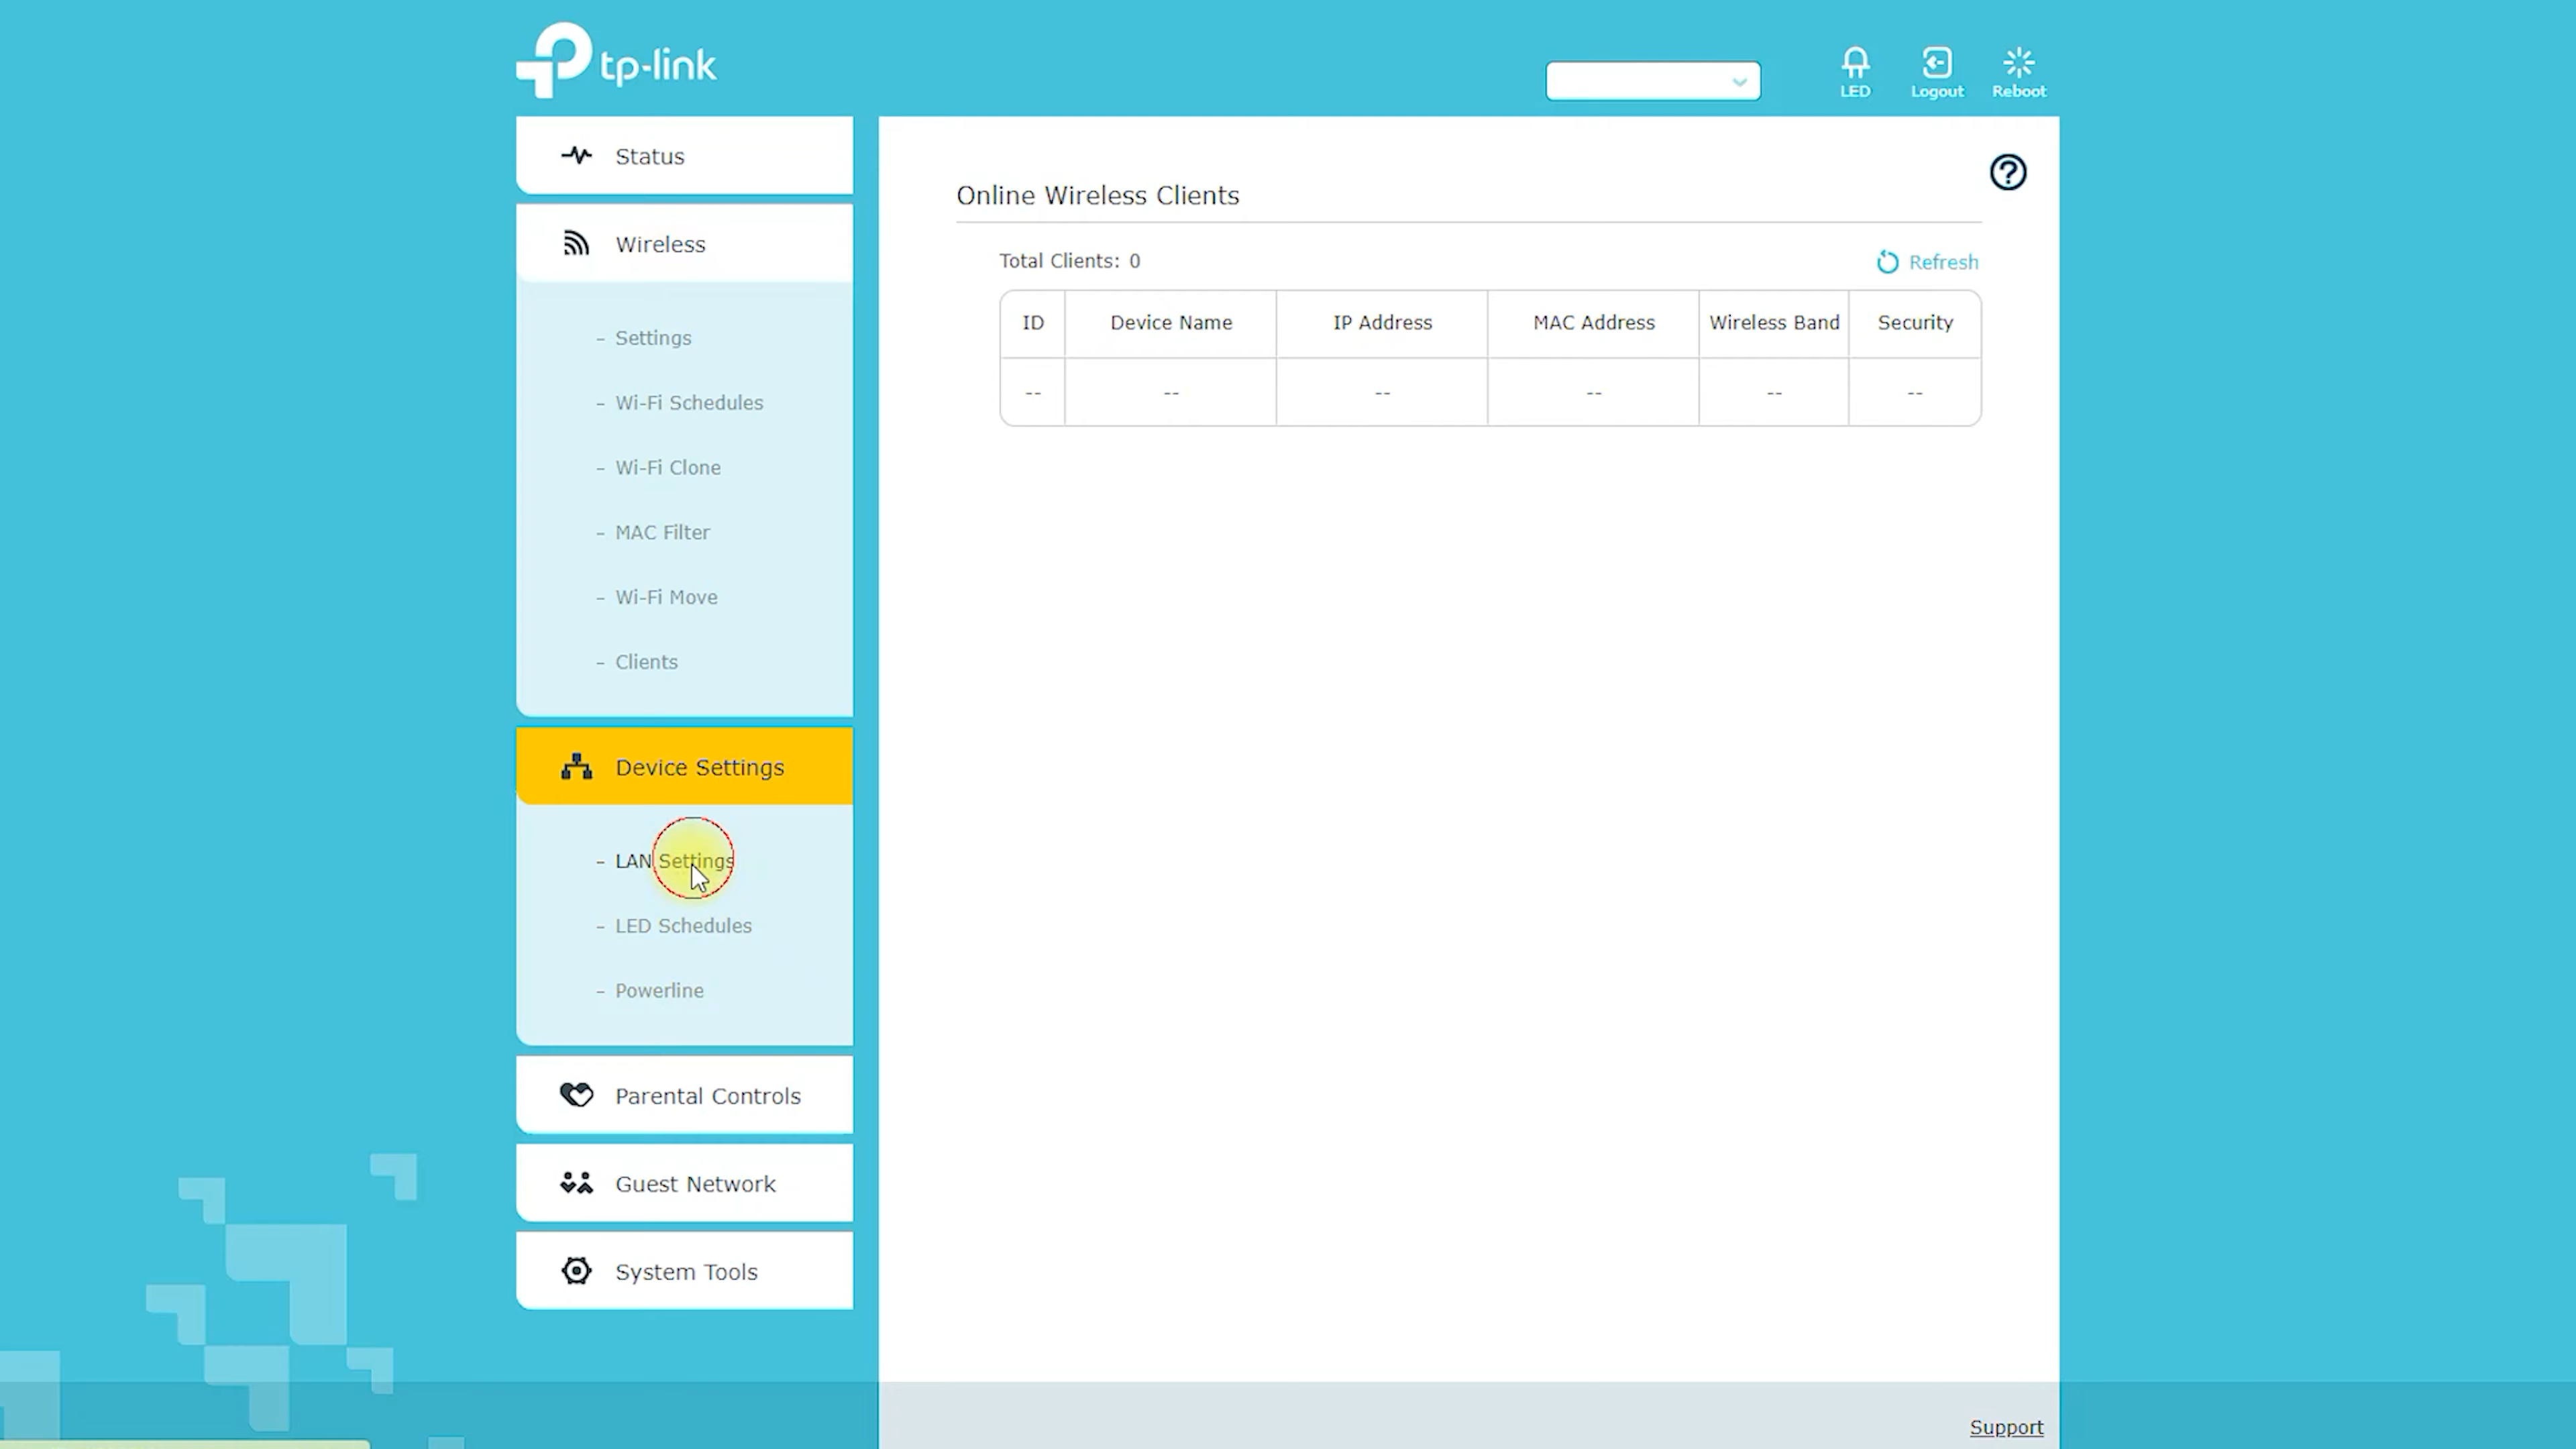 tp-link
LED
Logout
Reboot
Status
Wireless
- Settings
- Wi-Fi Schedules
- Wi-Fi Clone
- MAC Filter
- Wi-Fi Move
- Clients
Device Settings
- LAN Settings
- LED Schedules
- Powerline
Parental Controls
Guest Network
System Tools
Online Wireless Clients
Total Clients: 0
Refresh
ID Device Name IP Address MAC Address Wireless Band Security
-- -- -- -- -- --
Support